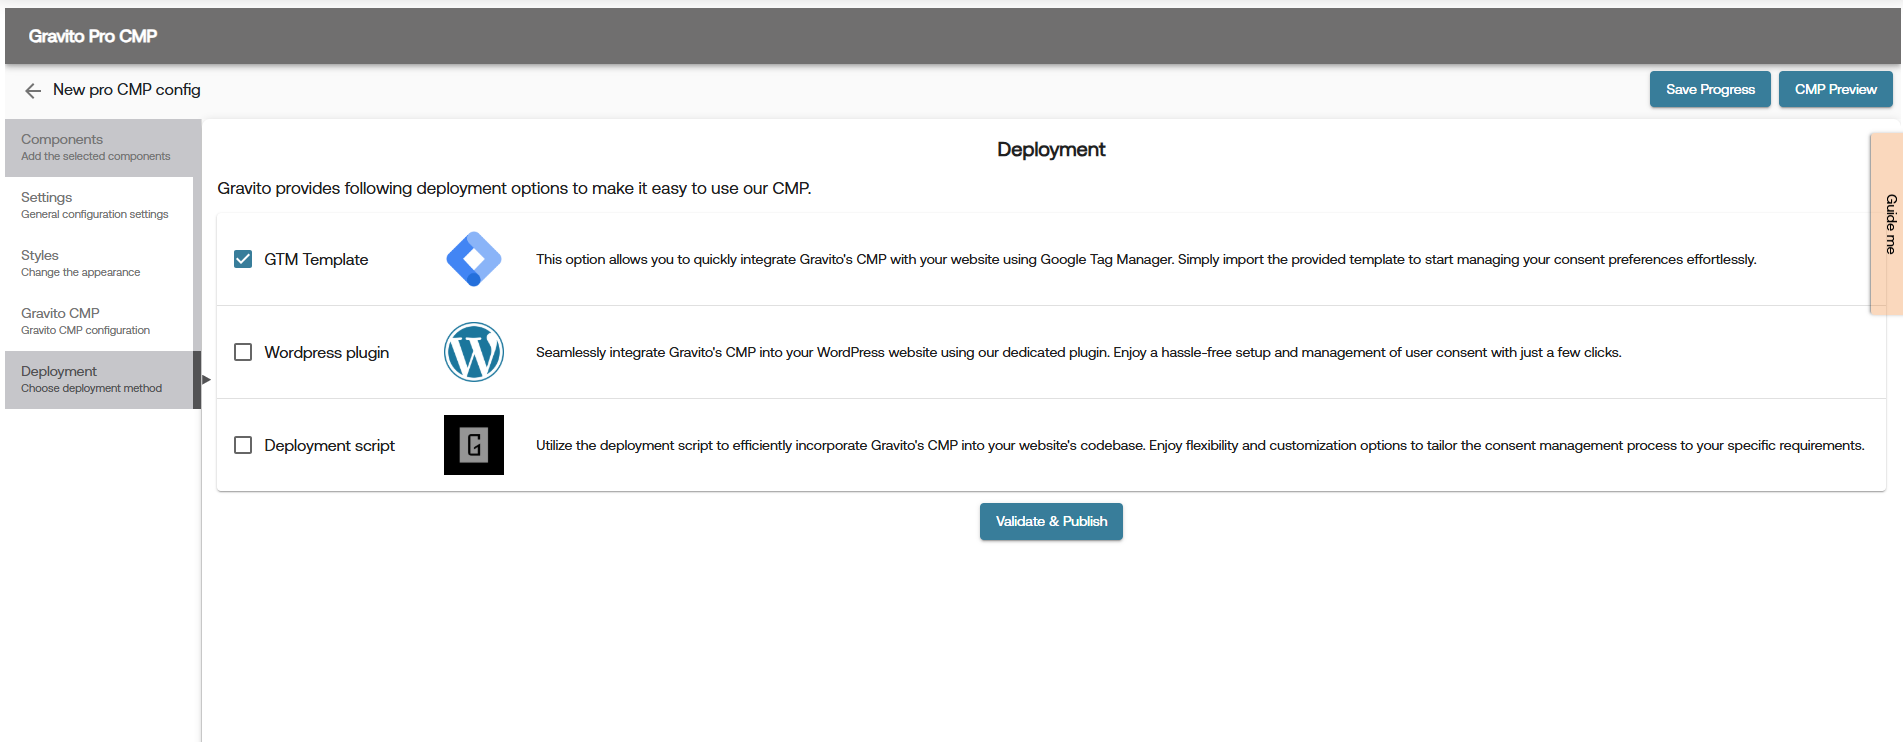 Gravito Pro CMP
New pro CMP config
Save Progress
CMP Preview
Components
Add the selected components
Settings
General configuration settings
Styles
Change the appearance
Gravito CMP
Gravito CMP configuration
Deployment
Choose deployment method
Deployment
Gravito provides following deployment options to make it easy to use our CMP.
GTM Template
This option allows you to quickly integrate Gravito's CMP with your website using Google Tag Manager. Simply import the provided template to start managing your consent preferences effortlessly.
Wordpress plugin
Seamlessly integrate Gravito's CMP into your WordPress website using our dedicated plugin. Enjoy a hassle-free setup and management of user consent with just a few clicks.
Deployment script
Utilize the deployment script to efficiently incorporate Gravito's CMP into your website's codebase. Enjoy flexibility and customization options to tailor the consent management process to your specific requirements.
Validate & Publish
Guide me